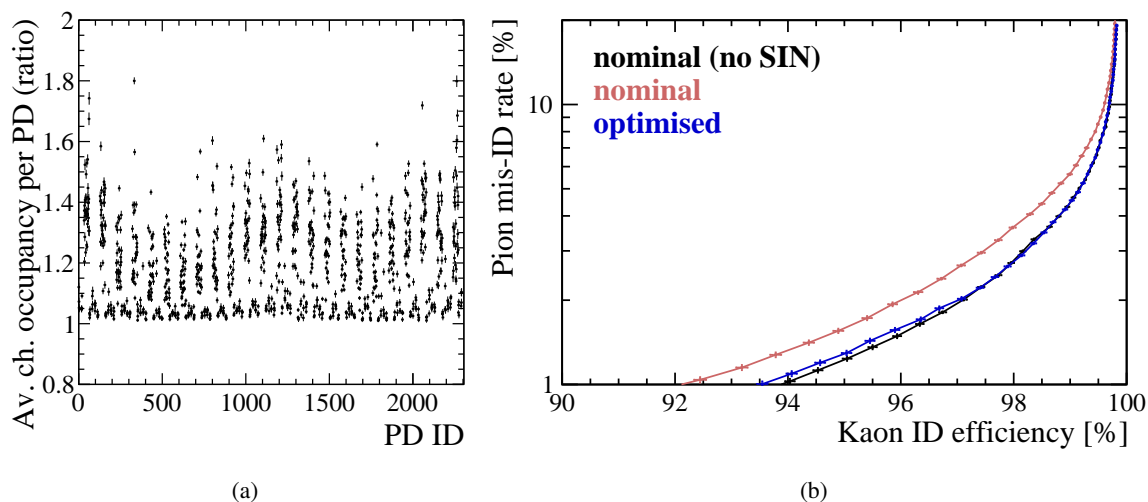 Av. ch. occupancy per PD (ratio)
2
1.8
1.6
1.4
1.2
1
0.8
0 500 1000 1500 2000
PD ID
(a)
Pion mis-ID rate [%]
10
1
nominal (no SIN)
nominal
optimised
90 92 94 96 98 100
Kaon ID efficiency [%]
(b)